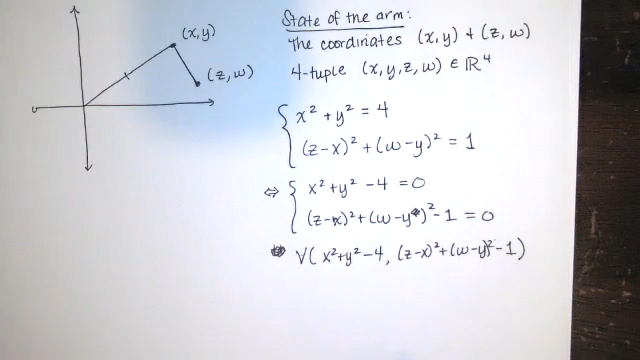 (x,y)
(z,w)
State of the arm:
The coordiriates (x,y) + (z,w)
4-tuple (x,y,z,w) ∈ ℝ⁴
x² + y² = 4
(z-x)² + (w-y)² = 1
⇔ { x² + y² - 4 = 0
(z-x)² + (w-y)² - 1 = 0
V( x²+y²-4, (z-x)²+(w-y)²-1)